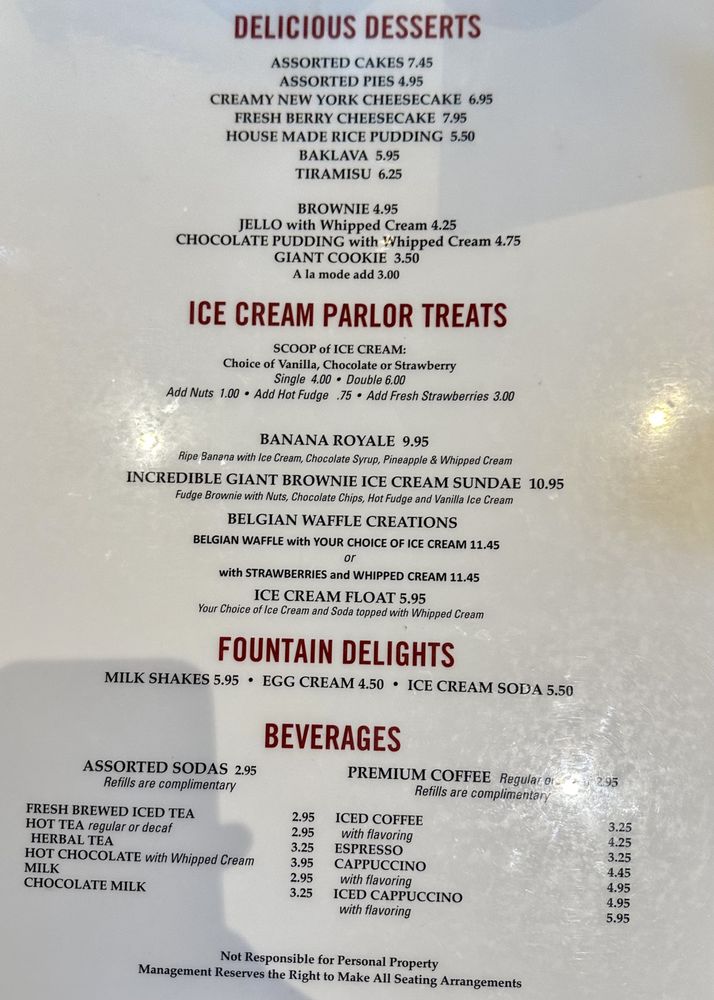 DELICIOUS DESSERTS
ASSORTED CAKES 7.45
ASSORTED PIES 4.95
CREAMY NEW YORK CHEESECAKE 6.95
FRESH BERRY CHEESECAKE 7.95
HOUSE MADE RICE PUDDING 5.50
BAKLAVA 5.95
TIRAMISU 6.25
BROWNIE 4.95
JELLO with Whipped Cream 4.25
CHOCOLATE PUDDING with Whipped Cream 4.75
GIANT COOKIE 3.50
A la mode add 3.00
ICE CREAM PARLOR TREATS
SCOOP of ICE CREAM:
Choice of Vanilla, Chocolate or Strawberry
Single 4.00 • Double 6.00
Add Nuts 1.00 • Add Hot Fudge .75 • Add Fresh Strawberries 3.00
BANANA ROYALE 9.95
Ripe Banana with Ice Cream, Chocolate Syrup, Pineapple & Whipped Cream
INCREDIBLE GIANT BROWNIE ICE CREAM SUNDAE 10.95
Fudge Brownie with Nuts, Chocolate Chips, Hot Fudge and Vanilla Ice Cream
BELGIAN WAFFLE CREATIONS
BELGIAN WAFFLE with YOUR CHOICE OF ICE CREAM 11.45
or
with STRAWBERRIES and WHIPPED CREAM 11.45
ICE CREAM FLOAT 5.95
Your Choice of Ice Cream and Soda topped with Whipped Cream
FOUNTAIN DELIGHTS
MILK SHAKES 5.95 • EGG CREAM 4.50 • ICE CREAM SODA 5.50
BEVERAGES
ASSORTED SODAS 2.95
Refills are complimentary
FRESH BREWED ICED TEA 2.95
HOT TEA regular or decaf 2.95
HERBAL TEA 3.25
HOT CHOCOLATE with Whipped Cream 3.95
MILK 2.95
CHOCOLATE MILK 3.25
PREMIUM COFFEE Regular or 2.95
Refills are complimentary
ICED COFFEE 3.25
with flavoring 4.25
ESPRESSO 3.25
CAPPUCCINO 4.45
with flavoring 4.95
ICED CAPPUCCINO 4.95
with flavoring 5.95
Not Responsible for Personal Property
Management Reserves the Right to Make All Seating Arrangements